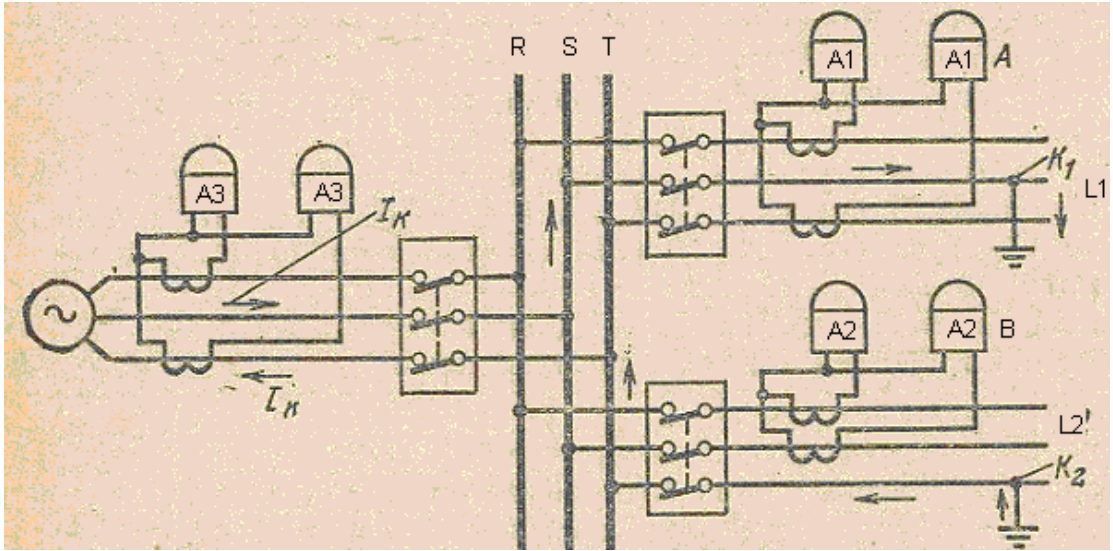 R S T
A1 A1 A
K₁
L1
A3 A3
Iк
Iк
A2 A2 B
L2'
K₂